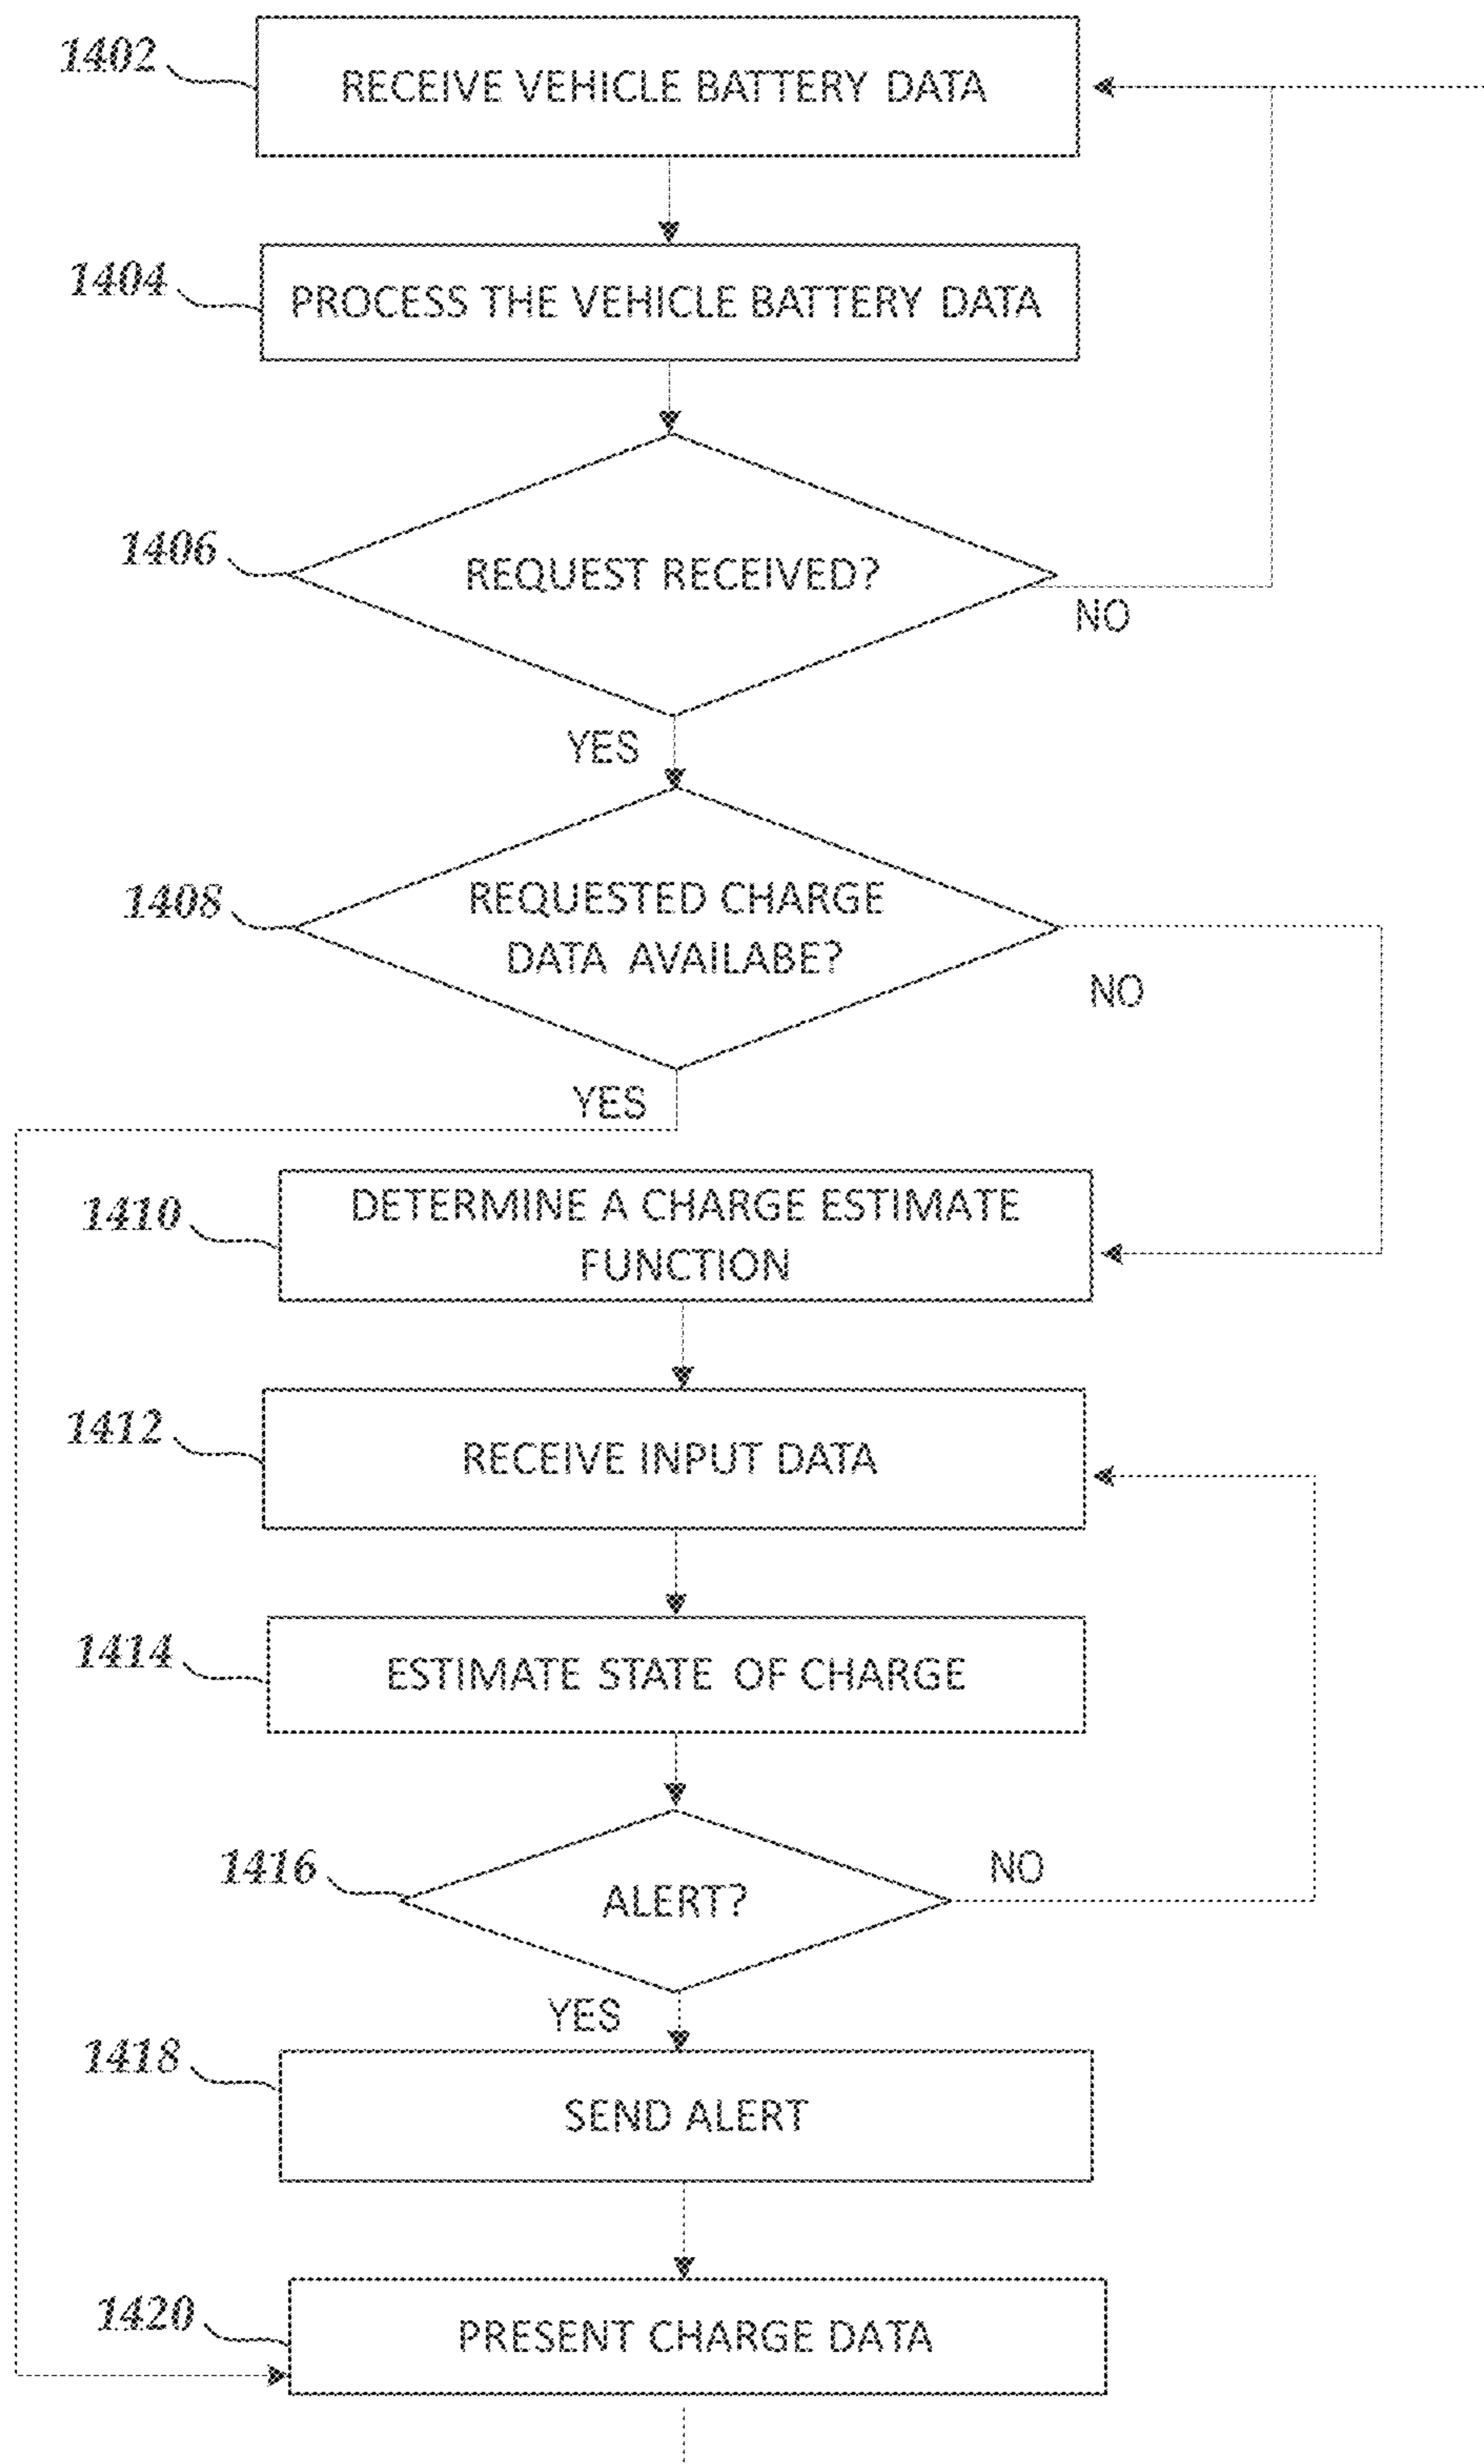 1402
RECEIVE VEHICLE BATTERY DATA
1404
PROCESS THE VEHICLE BATTERY DATA
1406
REQUEST RECEIVED?
NO
YES
1408
REQUESTED CHARGE
DATA AVAILABE?
NO
YES
1410
DETERMINE A CHARGE ESTIMATE
FUNCTION
1412
RECEIVE INPUT DATA
1414
ESTIMATE STATE OF CHARGE
1416
ALERT?
NO
YES
1418
SEND ALERT
1420
PRESENT CHARGE DATA